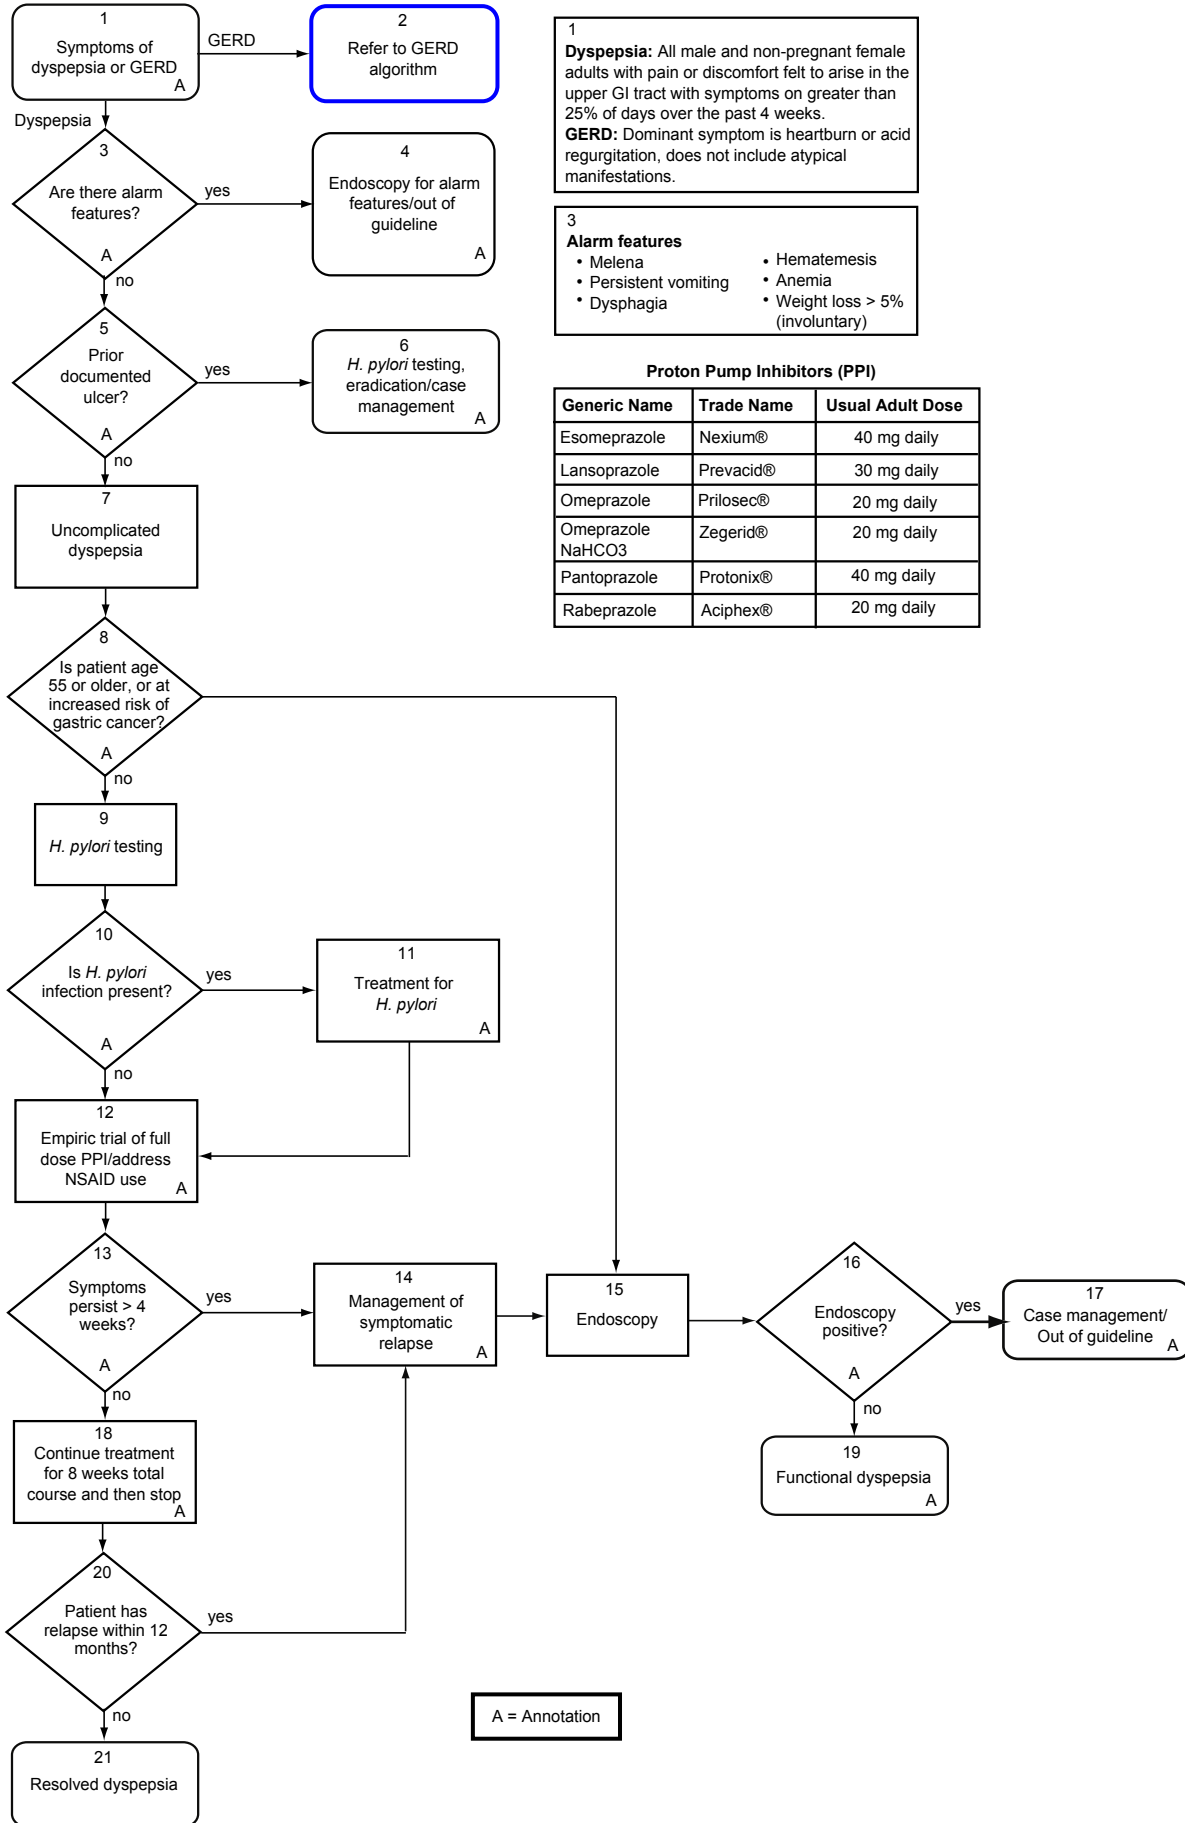 1
Symptoms of
dyspepsia or GERD
A
GERD
2
Refer to GERD
algorithm
Dyspepsia
3
Are there alarm
features?
A
yes
4
Endoscopy for alarm
features/out of
guideline
A
no
5
Prior
documented
ulcer?
A
yes
6
H. pylori testing,
eradication/case
management
A
no
7
Uncomplicated
dyspepsia
8
Is patient age
55 or older, or at
increased risk of
gastric cancer?
A
no
9
H. pylori testing
10
Is H. pylori
infection present?
A
yes
11
Treatment for
H. pylori
A
no
12
Empiric trial of full
dose PPI/address
NSAID use
A
13
Symptoms
persist > 4
weeks?
A
yes
14
Management of
symptomatic
relapse
A
15
Endoscopy
16
Endoscopy
positive?
A
yes
17
Case management/
Out of guideline
A
no
19
Functional dyspepsia
A
no
18
Continue treatment
for 8 weeks total
course and then stop
A
20
Patient has
relapse within 12
months?
yes
no
21
Resolved dyspepsia
1
Dyspepsia: All male and non-pregnant female
adults with pain or discomfort felt to arise in the
upper GI tract with symptoms on greater than
25% of days over the past 4 weeks.
GERD: Dominant symptom is heartburn or acid
regurgitation, does not include atypical
manifestations.
3
Alarm features
• Melena
• Persistent vomiting
• Dysphagia
• Hematemesis
• Anemia
• Weight loss > 5%
(involuntary)
Proton Pump Inhibitors (PPI)
Generic Name Trade Name Usual Adult Dose
Esomeprazole Nexium® 40 mg daily
Lansoprazole Prevacid® 30 mg daily
Omeprazole Prilosec® 20 mg daily
Omeprazole Zegerid® 20 mg daily
NaHCO3
Pantoprazole Protonix® 40 mg daily
Rabeprazole Aciphex® 20 mg daily
A = Annotation